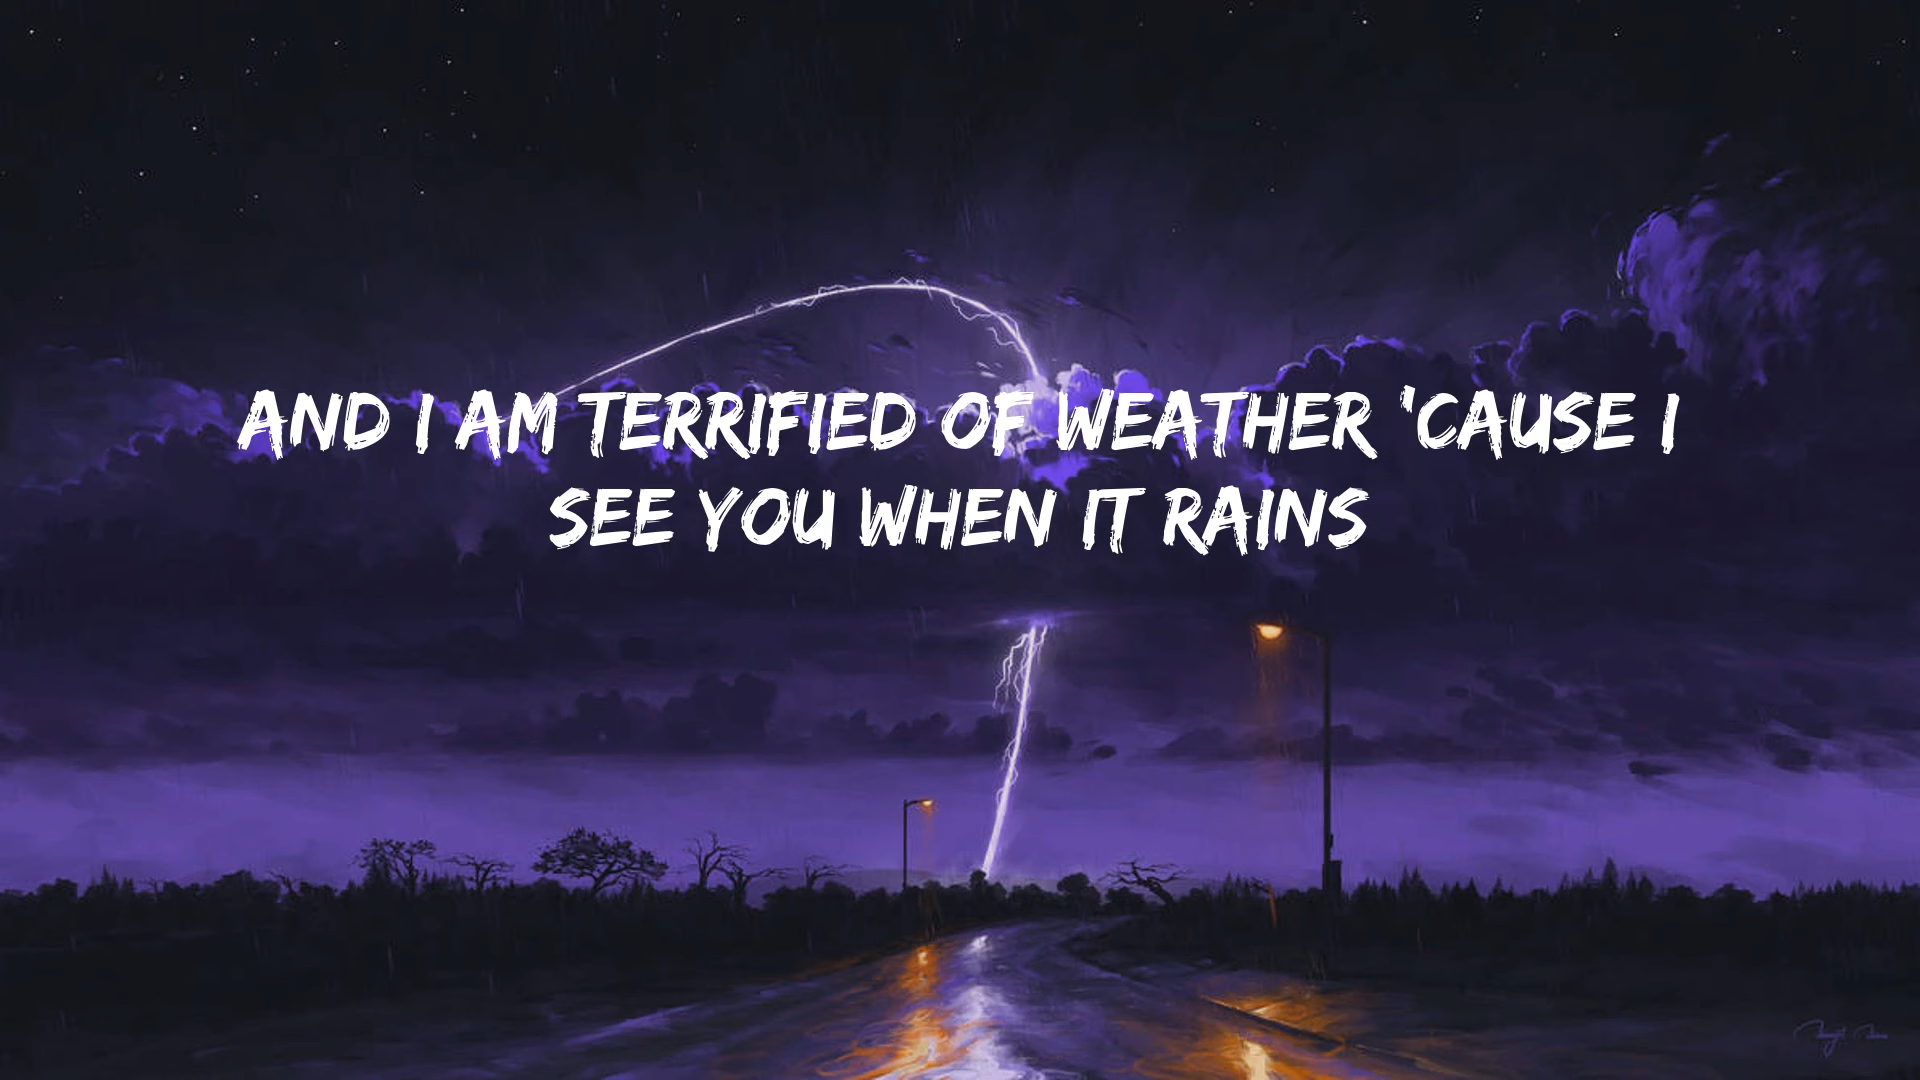 AND I AM TERRIFIED OF WEATHER 'CAUSE I
SEE YOU WHEN IT RAINS